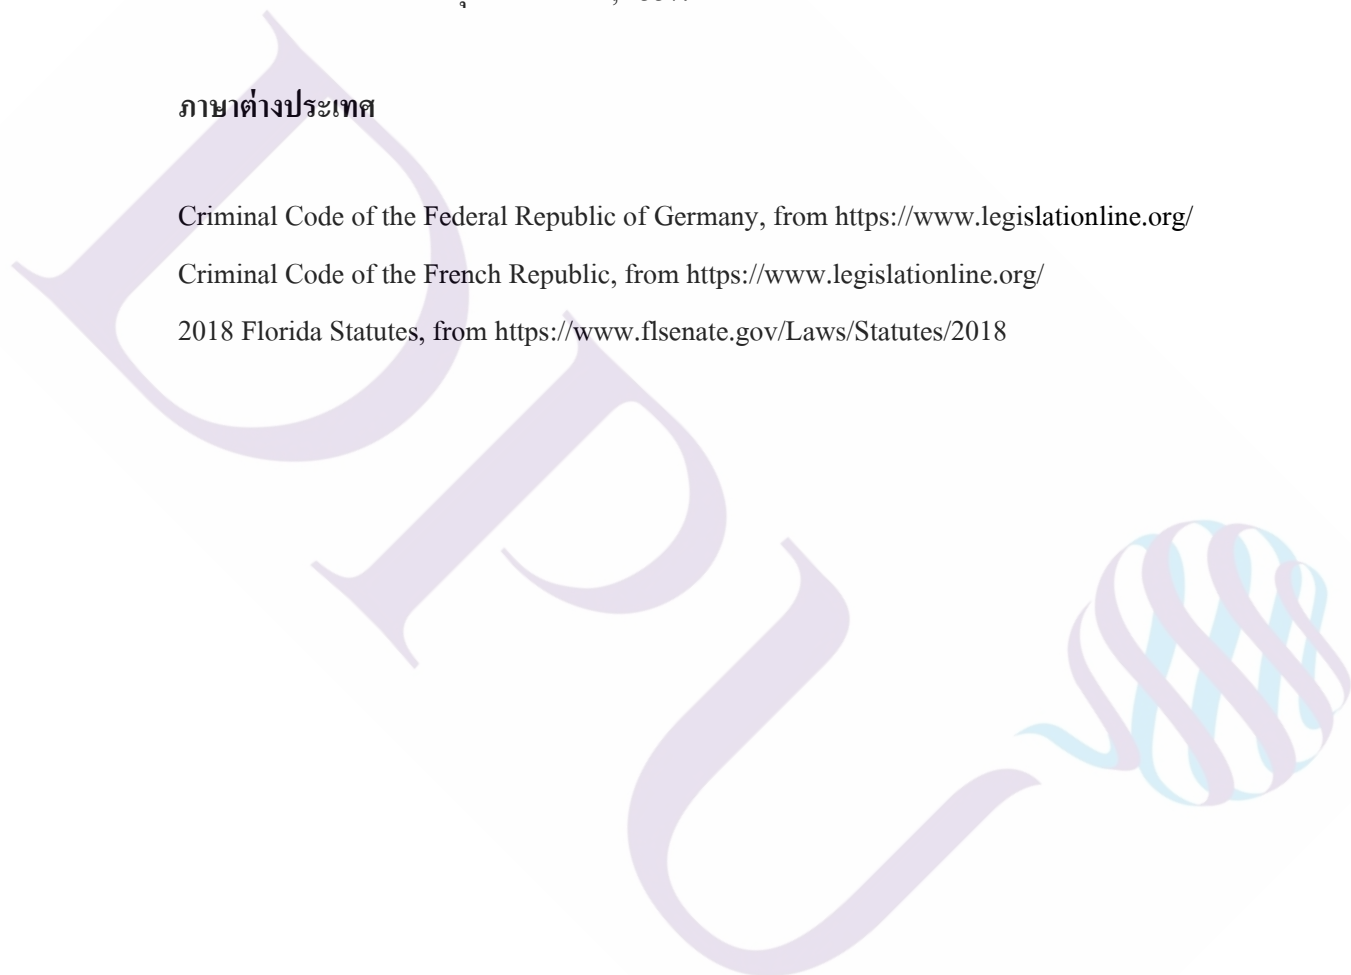 ภาษาต่างประเทศ
Criminal Code of the Federal Republic of Germany, from https://www.legislationline.org/
Criminal Code of the French Republic, from https://www.legislationline.org/
2018 Florida Statutes, from https://www.flsenate.gov/Laws/Statutes/2018
DPU